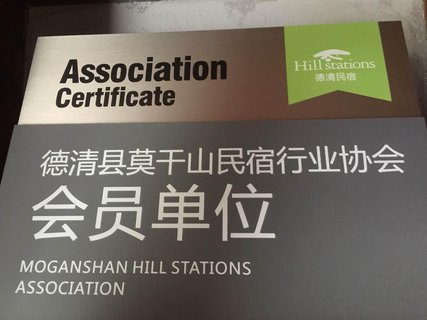 Association
Certificate
Hill stations
德清民宿
德清县莫干山民宿行业协会
会员单位
MOGANSHAN HILL STATIONS
ASSOCIATION